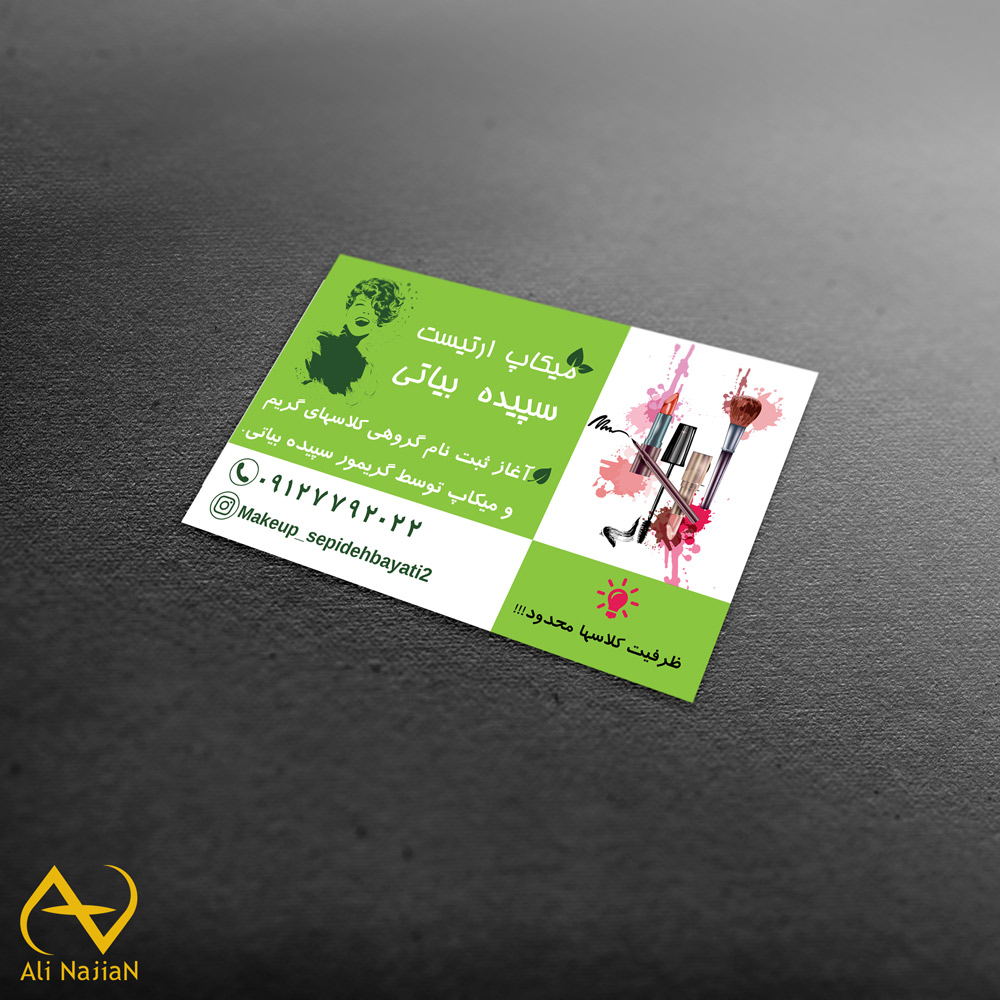 میکاپ ارتیست
سپیده بیاتی
آغاز ثبت نام گروهی کلاسهای گریم
و میکاپ توسط گریمور سپیده بیاتی.
۰۹۱۲۷۷۹۲۰۲۲
Makeup_sepidehbayati2
ظرفیت کلاسها محدود!!!
Ali NajiaN